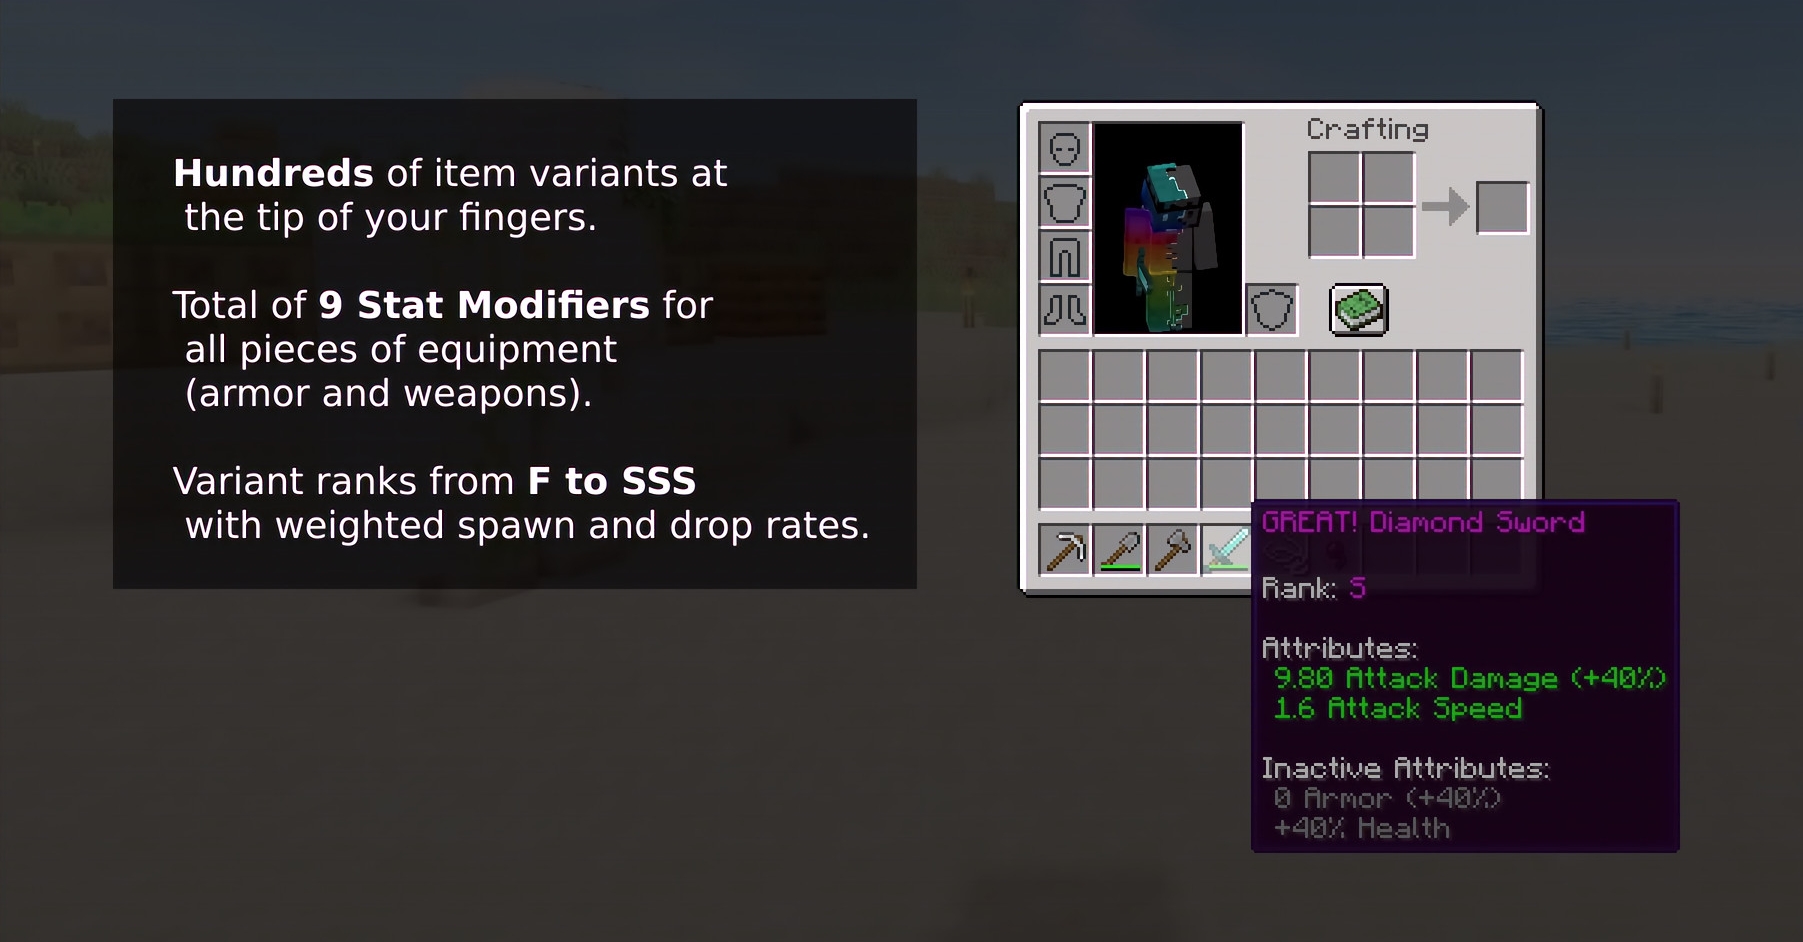 Hundreds of item variants at
the tip of your fingers.
Total of 9 Stat Modifiers for
all pieces of equipment
(armor and weapons).
Variant ranks from F to SSS
with weighted spawn and drop rates.
Crafting
GREAT! Diamond Sword
Rank: S
Attributes:
9.80 Attack Damage (+40%)
1.6 Attack Speed
Inactive Attributes:
0 Armor (+40%)
+40% Health